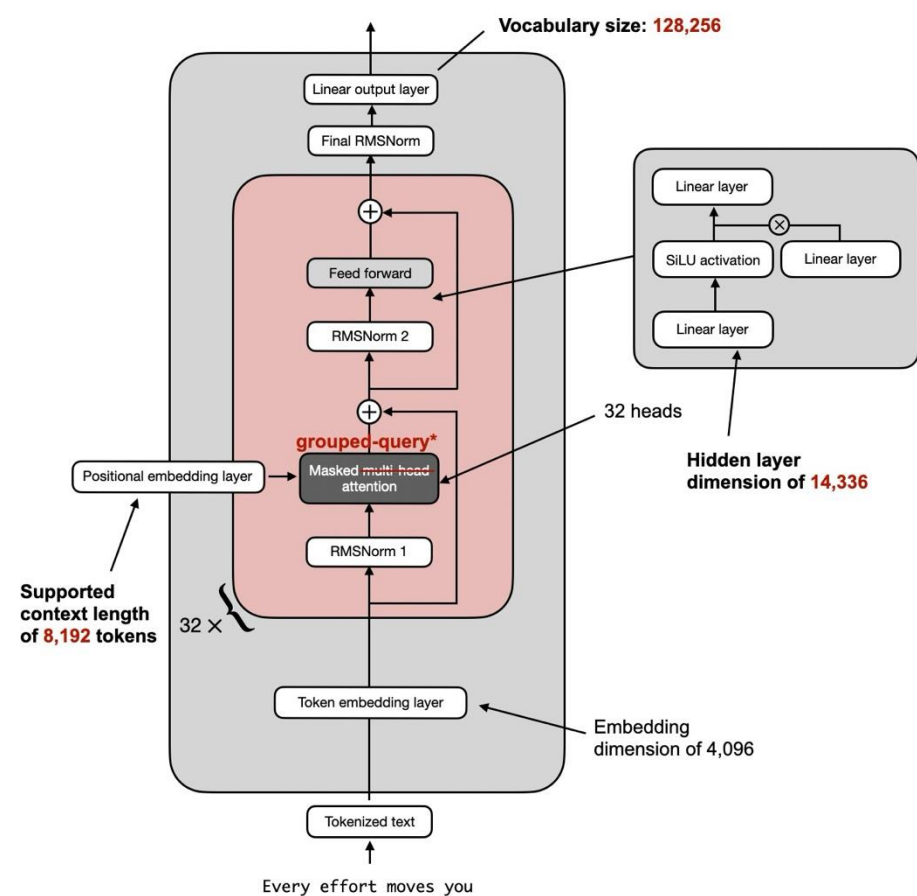 Vocabulary size: 128,256
Linear output layer
Final RMSNorm
Linear layer
Feed forward
SiLU activation
Linear layer
RMSNorm 2
Linear layer
32 heads
grouped-query*
Masked multi-head
attention
Positional embedding layer
Hidden layer
dimension of 14,336
RMSNorm 1
Supported
context length
of 8,192 tokens
32 ×
Token embedding layer
Embedding
dimension of 4,096
Tokenized text
Every effort moves you